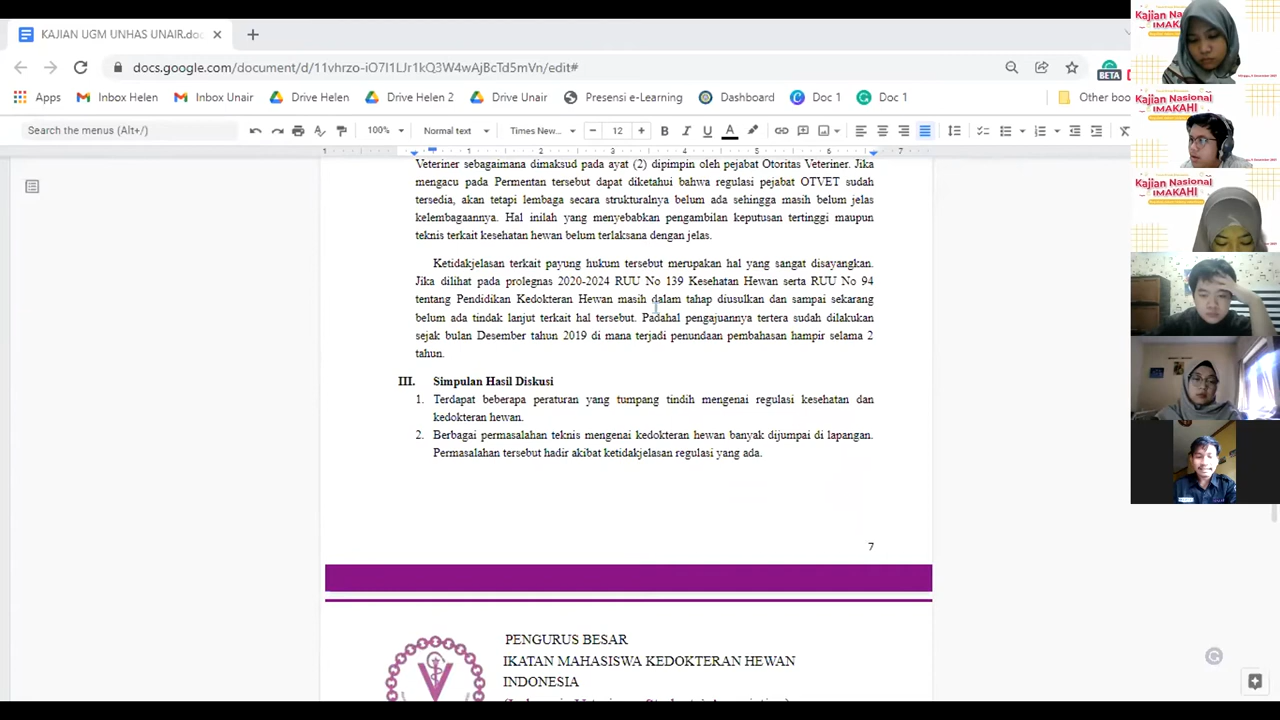 KAJIAN UGM UNHAS UNAIR.doc
docs.google.com/document/d/11vhrzo-iO7I1LJr1kQ3W4wAjBcTd5mVn/edit#
BETA
Apps
Inbox Helen
Inbox Unair
Drive Helen
Drive Helen 2
Drive Unair
Presensi e-Learning
Dashboard
Doc 1
Doc 1
Other boo
Search the menus (Alt+/)
100%
Normal text
Times New...
12
Veteriner sebagaimana dimaksud pada ayat (2) dipimpin oleh pejabat Otoritas Veteriner. Jika
mengacu pada Permentan tersebut dapat diketahui bahwa regulasi pejabat OTVET sudah
tersedia, akan tetapi lembaga secara strukturalnya belum ada sehingga masih belum jelas
kelembagaannya. Hal inilah yang menyebabkan pengambilan keputusan tertinggi maupun
teknis terkait kesehatan hewan belum terlaksana dengan jelas.
Ketidakjelasan terkait payung hukum tersebut merupakan hal yang sangat disayangkan.
Jika dilihat pada prolegnas 2020-2024 RUU No 139 Kesehatan Hewan serta RUU No 94
tentang Pendidikan Kedokteran Hewan masih dalam tahap diusulkan dan sampai sekarang
belum ada tindak lanjut terkait hal tersebut. Padahal pengajuannya tertera sudah dilakukan
sejak bulan Desember tahun 2019 di mana terjadi penundaan pembahasan hampir selama 2
tahun.
III. Simpulan Hasil Diskusi
1. Terdapat beberapa peraturan yang tumpang tindih mengenai regulasi kesehatan dan
kedokteran hewan.
2. Berbagai permasalahan teknis mengenai kedokteran hewan banyak dijumpai di lapangan.
Permasalahan tersebut hadir akibat ketidakjelasan regulasi yang ada.
7
PENGURUS BESAR
IKATAN MAHASISWA KEDOKTERAN HEWAN
INDONESIA
Kajian Nasional
IMAKAHI
Kajian Nasional
IMAKAHI
Kajian Nasional
IMAKAHI